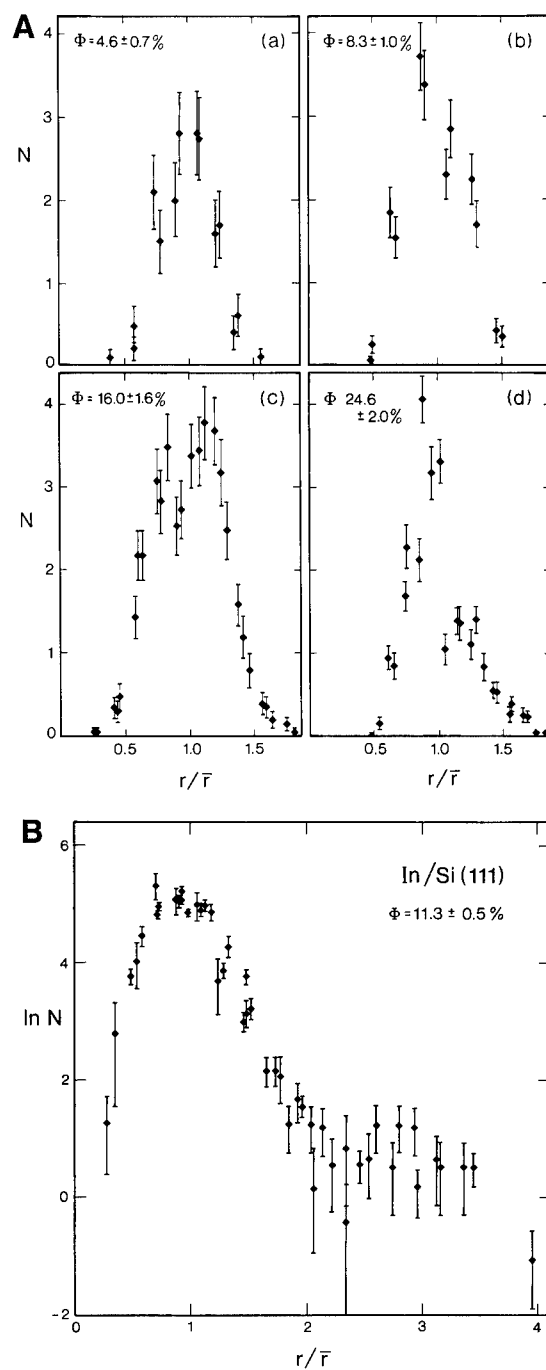 A
Φ=4.6±0.7% (a)
Φ=8.3±1.0% (b)
4
3
N
2
1
0
Φ=16.0±1.6% (c)
Φ 24.6 (d)
±2.0%
4
3
N
2
1
0
0.5 1.0 1.5 0.5 1.0 1.5
r/r̅ r/r̅
B
6
In/Si(111)
Φ=11.3±0.5%
4
ln N
2
0
-2
0 1 2 3 4
r/r̅